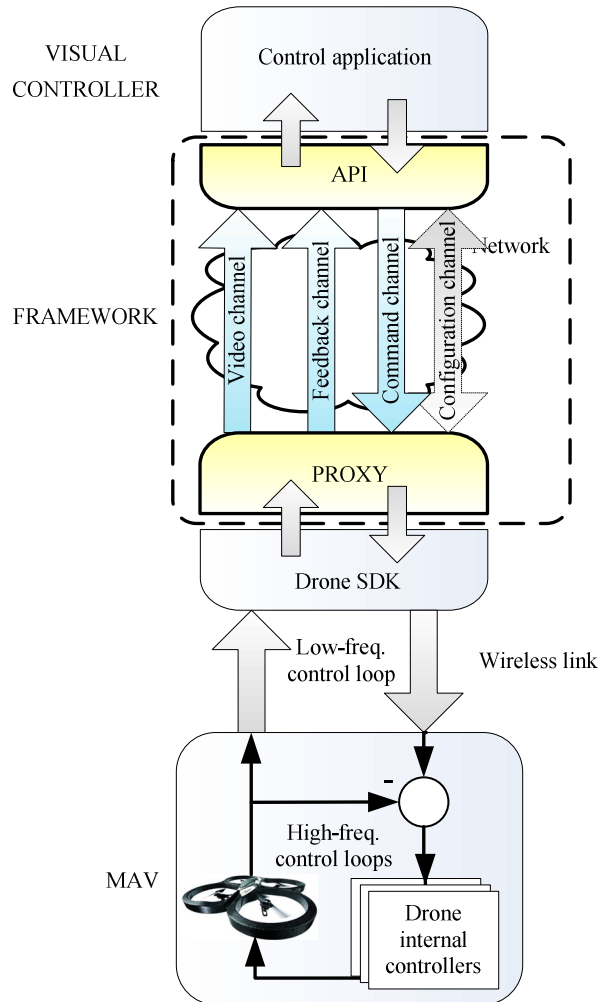 VISUAL
CONTROLLER
Control application
API
Network
FRAMEWORK
Video channel
Feedback channel
Command channel
Configuration channel
PROXY
Drone SDK
Low-freq.
control loop
Wireless link
-
High-freq.
control loops
MAV
Drone
internal
controllers